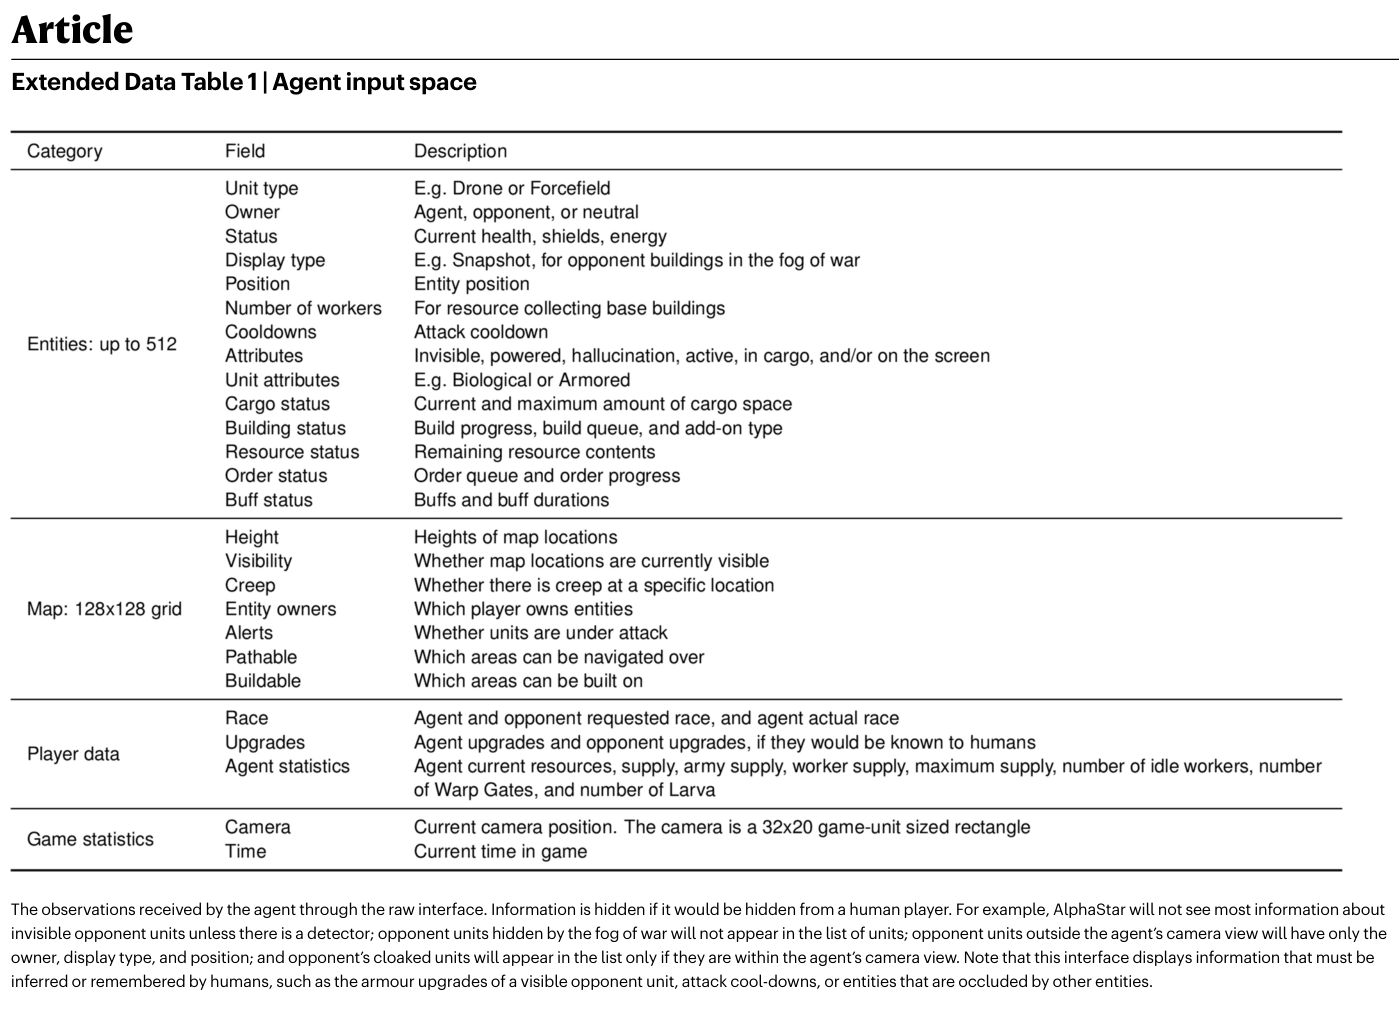 Article
Extended Data Table 1 | Agent input space
Category Field Description
Entities: up to 512
Unit type E.g. Drone or Forcefield
Owner Agent, opponent, or neutral
Status Current health, shields, energy
Display type E.g. Snapshot, for opponent buildings in the fog of war
Position Entity position
Number of workers For resource collecting base buildings
Cooldowns Attack cooldown
Attributes Invisible, powered, hallucination, active, in cargo, and/or on the screen
Unit attributes E.g. Biological or Armored
Cargo status Current and maximum amount of cargo space
Building status Build progress, build queue, and add-on type
Resource status Remaining resource contents
Order status Order queue and order progress
Buff status Buffs and buff durations
Map: 128x128 grid
Height Heights of map locations
Visibility Whether map locations are currently visible
Creep Whether there is creep at a specific location
Entity owners Which player owns entities
Alerts Whether units are under attack
Pathable Which areas can be navigated over
Buildable Which areas can be built on
Player data
Race Agent and opponent requested race, and agent actual race
Upgrades Agent upgrades and opponent upgrades, if they would be known to humans
Agent statistics Agent current resources, supply, army supply, worker supply, maximum supply, number of idle workers, number
of Warp Gates, and number of Larva
Game statistics
Camera Current camera position. The camera is a 32x20 game-unit sized rectangle
Time Current time in game
The observations received by the agent through the raw interface. Information is hidden if it would be hidden from a human player. For example, AlphaStar will not see most information about
invisible opponent units unless there is a detector; opponent units hidden by the fog of war will not appear in the list of units; opponent units outside the agent's camera view will have only the
owner, display type, and position; and opponent's cloaked units will appear in the list only if they are within the agent's camera view. Note that this interface displays information that must be
inferred or remembered by humans, such as the armour upgrades of a visible opponent unit, attack cool-downs, or entities that are occluded by other entities.